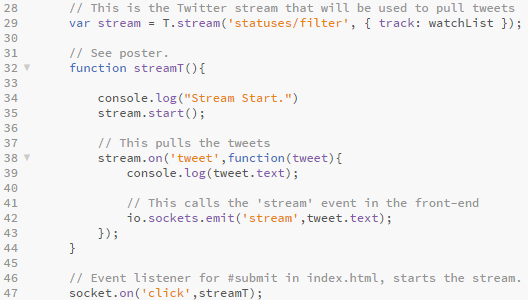 28 // This is the Twitter stream that will be used to pull tweets
29 var stream = T.stream('statuses/filter', { track: watchList });
30
31 // See poster.
32 function streamT(){
33
34 console.log("Stream Start.")
35 stream.start();
36
37 // This pulls the tweets
38 stream.on('tweet',function(tweet){
39 console.log(tweet.text);
40
41 // This calls the 'stream' event in the front-end
42 io.sockets.emit('stream',tweet.text);
43 });
44 }
45
46 // Event listener for #submit in index.html, starts the stream.
47 socket.on('click',streamT);